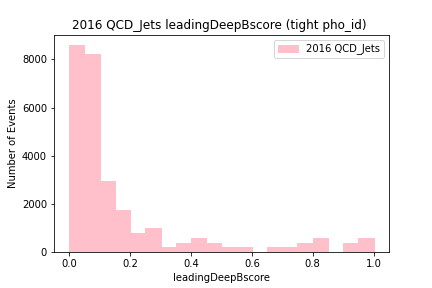 2016 QCD_Jets leadingDeepBscore (tight pho_id)
2016 QCD_Jets
Number of Events
8000
6000
4000
2000
0
0.0 0.2 0.4 0.6 0.8 1.0
leadingDeepBscore